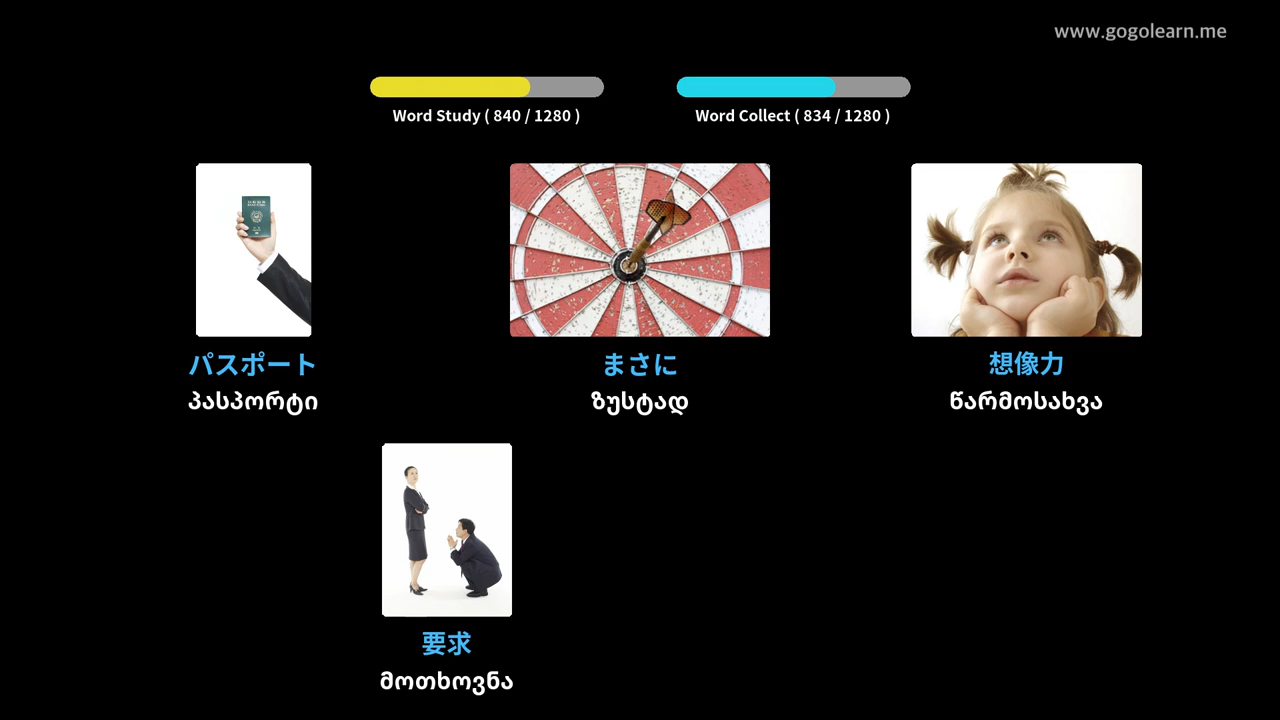 www.gogolearn.me
Word Study ( 840 / 1280 )
Word Collect ( 834 / 1280 )
パスポート
まさに
想像力
პასპორტი
ზუსტად
წარმოსახვა
要求
მოთხოვნა